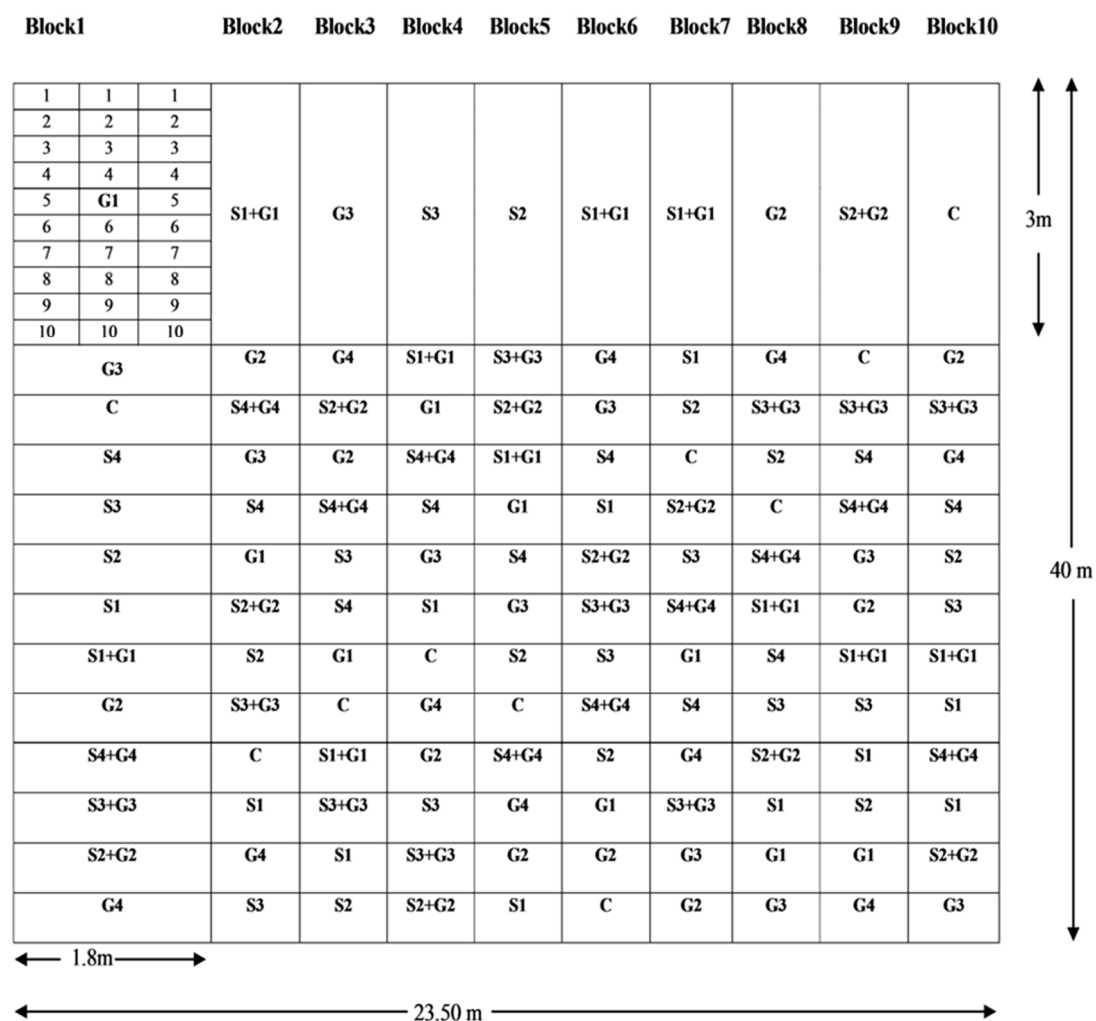 Block1 Block2 Block3 Block4 Block5 Block6 Block7 Block8 Block9 Block10
1 1 1
2 2 2
3 3 3
4 4 4
5 G1 5
6 6 6
7 7 7
8 8 8
9 9 9
10 10 10
S1+G1 G3 S3 S2 S1+G1 S1+G1 G2 S2+G2 C
3m
G3 G2 G4 S1+G1 S3+G3 G4 S1 G4 C G2
C S4+G4 S2+G2 G1 S2+G2 G3 S2 S3+G3 S3+G3 S3+G3
S4 G3 G2 S4+G4 S1+G1 S4 C S2 S4 G4
S3 S4 S4+G4 S4 G1 S1 S2+G2 C S4+G4 S4
S2 G1 S3 G3 S4 S2+G2 S3 S4+G4 G3 S2
40 m
S1 S2+G2 S4 S1 G3 S3+G3 S4+G4 S1+G1 G2 S3
S1+G1 S2 G1 C S2 S3 G1 S4 S1+G1 S1+G1
G2 S3+G3 C G4 C S4+G4 S4 S3 S3 S1
S4+G4 C S1+G1 G2 S4+G4 S2 G4 S2+G2 S1 S4+G4
S3+G3 S1 S3+G3 S3 G4 G1 S3+G3 S1 S2 S1
S2+G2 G4 S1 S3+G3 G2 G2 G3 G1 G1 S2+G2
G4 S3 S2 S2+G2 S1 C G2 G3 G4 G3
1.8m
23.50 m